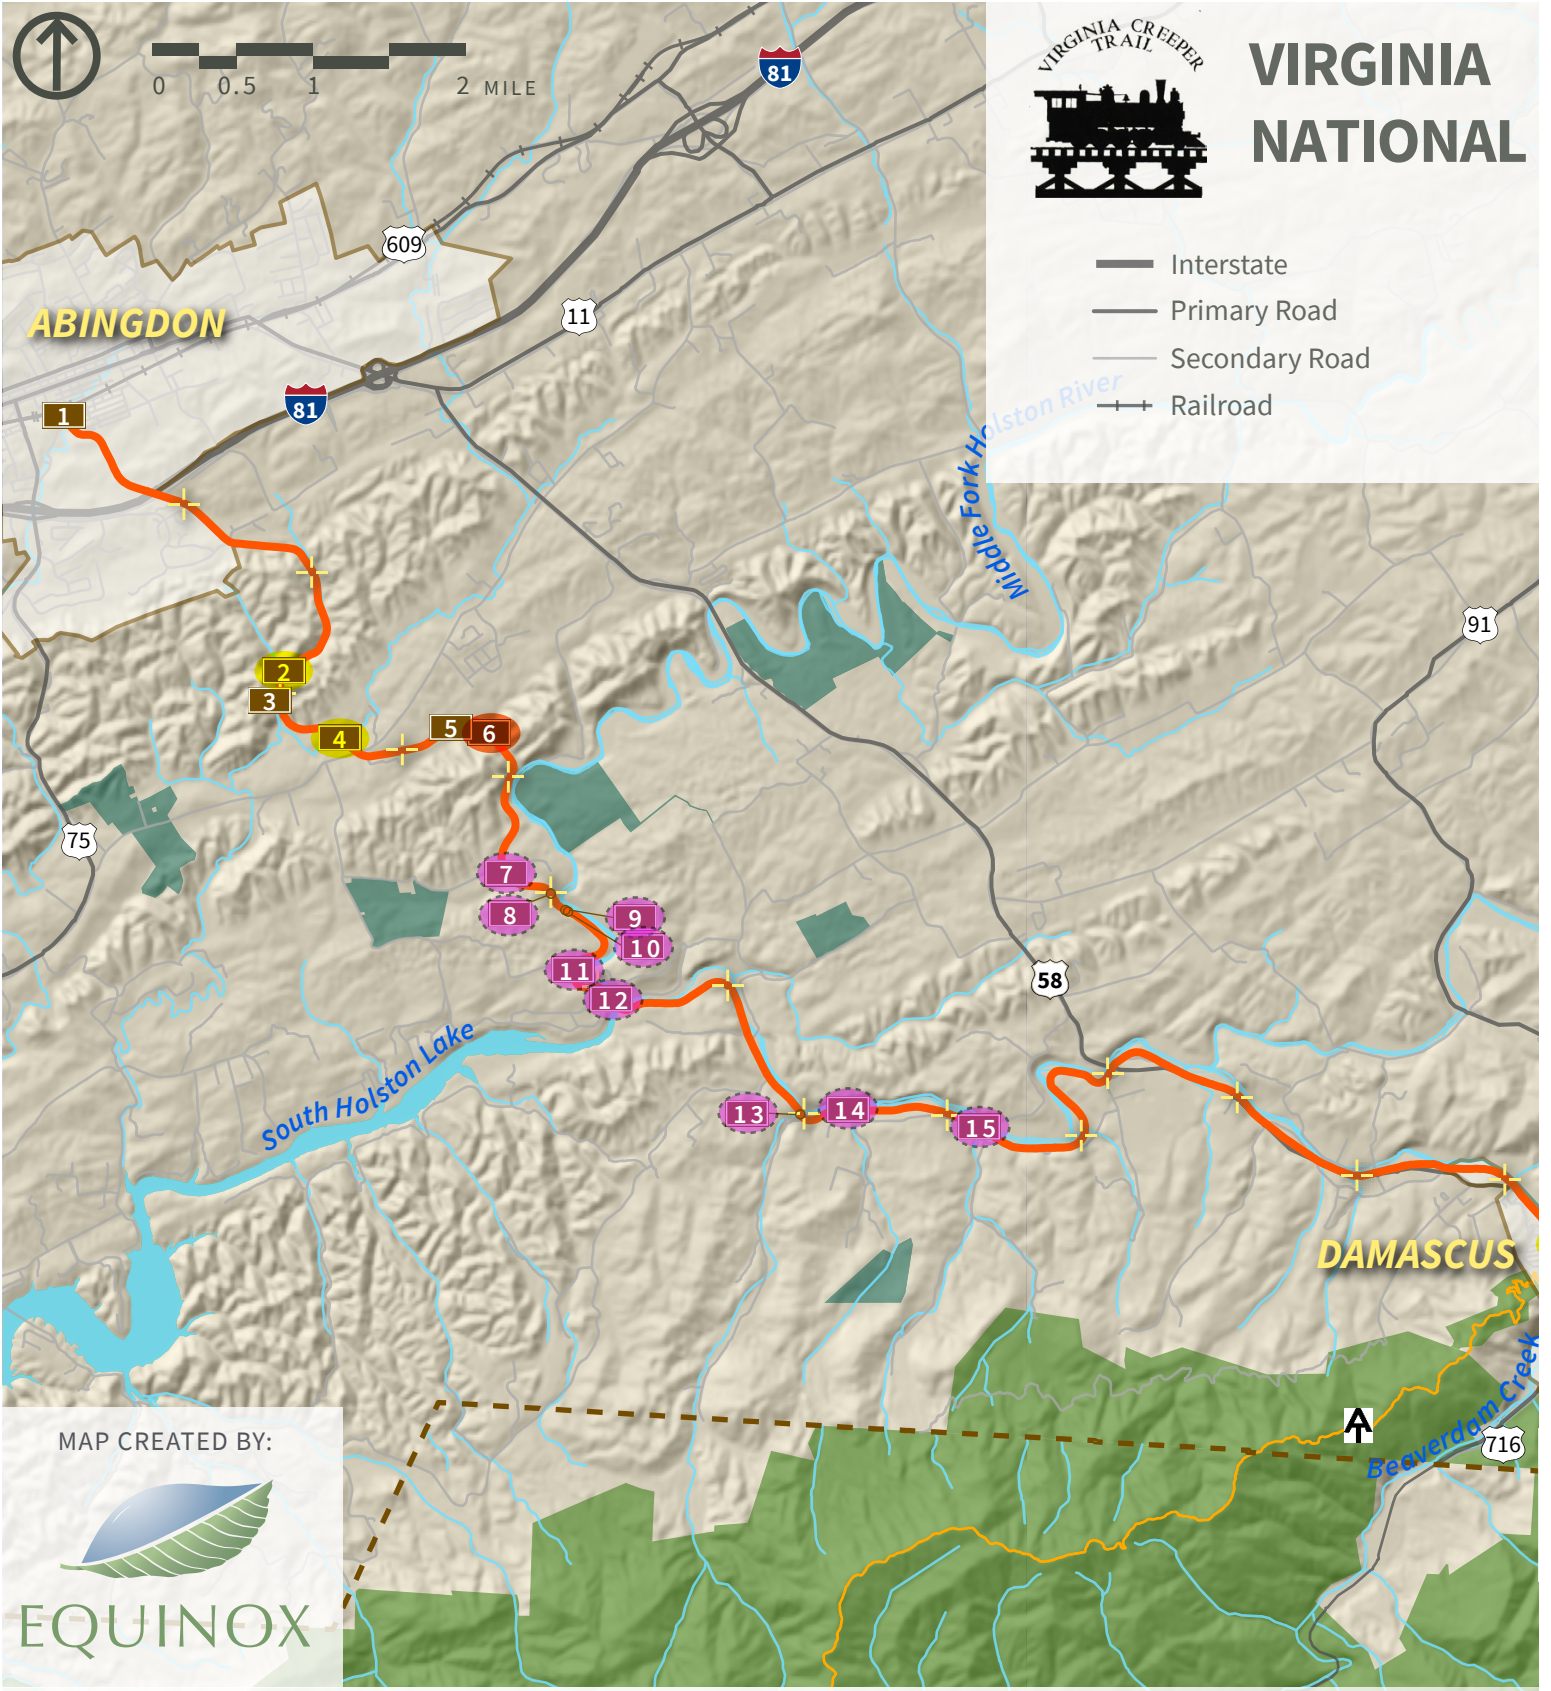 VIRGINIA CREEPER
TRAIL
VIRGINIA
NATIONAL
0 0.5 1 2 MILE
81
609
11
Interstate
Primary Road
Secondary Road
Railroad
ABINGDON
81
1
Middle Fork Holston River
91
2
3
4
5
6
75
7
8
9
10
11
12
58
South Holston Lake
13
14
15
DAMASCUS
Beaverdam Creek
716
MAP CREATED BY:
EQUINOX